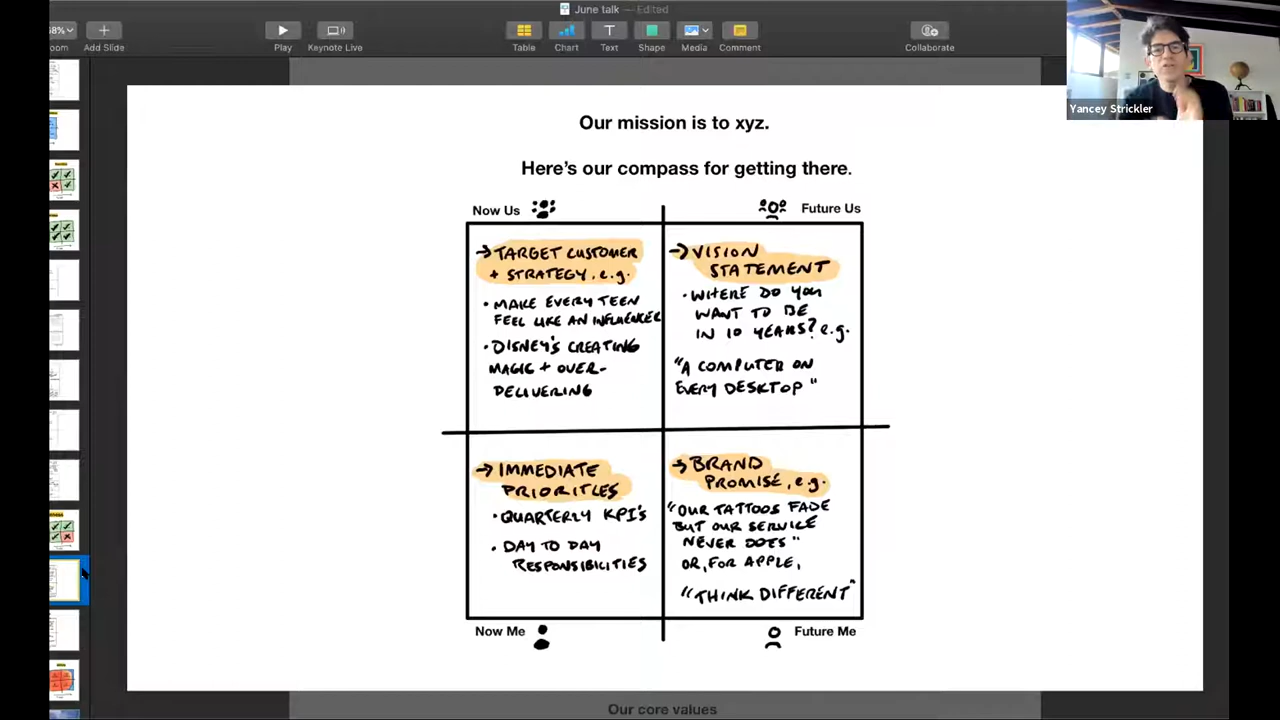 June talk — Edited
Add Slide
Play
Keynote Live
Table
Chart
Text
Shape
Media
Comment
Collaborate
Yancey Strickler
Our mission is to xyz.
Here's our compass for getting there.
Now Us
Future Us
→ TARGET CUSTOMER
+ STRATEGY, e.g.
• MAKE EVERY TEEN
FEEL LIKE AN INFLUENCER
• DISNEY'S CREATING
MAGIC + OVER-
DELIVERING
→ VISION
STATEMENT
• WHERE DO YOU
WANT TO BE
IN 10 YEARS? e.g.
"A COMPUTER ON
EVERY DESKTOP"
→ IMMEDIATE
PRIORITIES
• QUARTERLY KPI'S
• DAY TO DAY
RESPONSIBILITIES
→ BRAND
PROMISE, e.g.
"OUR TATTOOS FADE
BUT OUR SERVICE
NEVER DOES"
OR, FOR APPLE,
"THINK DIFFERENT"
Now Me
Future Me
Our core values